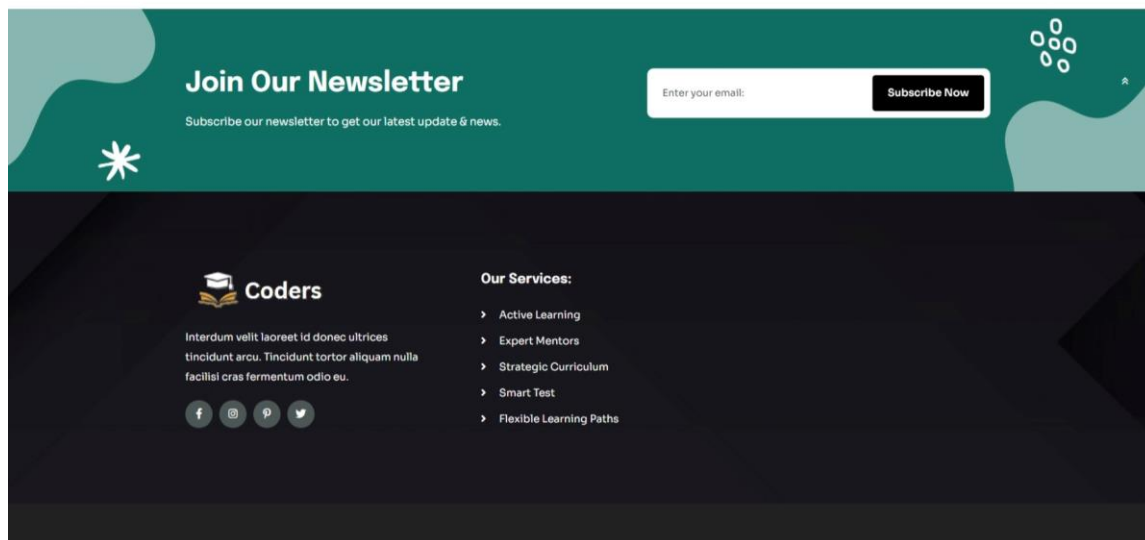 Join Our Newsletter
Subscribe our newsletter to get our latest update & news.
Enter your email:
Subscribe Now
Coders
Interdum velit laoreet id donec ultrices
tincidunt arcu. Tincidunt tortor aliquam nulla
facilisi cras fermentum odio eu.
Our Services:
Active Learning
Expert Mentors
Strategic Curriculum
Smart Test
Flexible Learning Paths